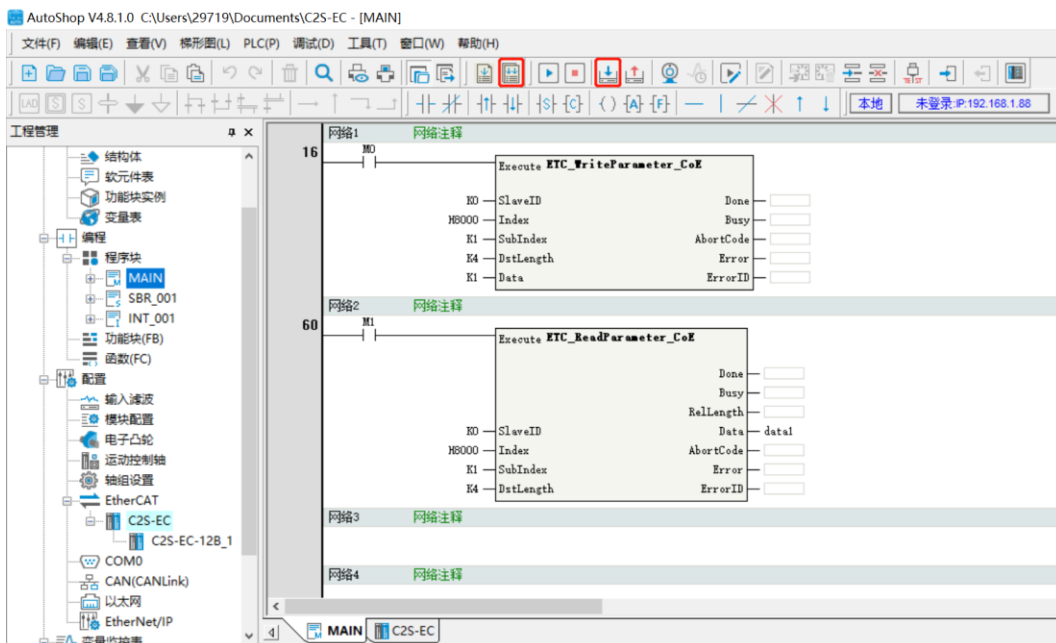 AutoShop V4.8.1.0 C:\Users\29719\Documents\C2S-EC - [MAIN]
文件(F) 编辑(E) 查看(V) 梯形图(L) PLC(P) 调试(D) 工具(T) 窗口(W) 帮助(H)
LAD S S S C ( ) A F 本地 未登录:IP:192.168.1.88
工程管理
结构体
软元件表
功能块实例
变量表
编程
程序块
MAIN
SBR_001
INT_001
功能块(FB)
函数(FC)
配置
输入滤波
模块配置
电子凸轮
运动控制轴
轴组设置
EtherCAT
C2S-EC
C2S-EC-12B_1
COM0
CAN(CANLink)
以太网
EtherNet/IP
变量监控表
网络1 网络注释
16 M0
Execute ETC_WriteParameter_CoE
K0 SlaveID Done
H8000 Index Busy
K1 SubIndex AbortCode
K4 DstLength Error
K1 Data ErrorID
网络2 网络注释
60 M1
Execute ETC_ReadParameter_CoE
Done
Busy
RelLength
K0 SlaveID Data data1
H8000 Index AbortCode
K1 SubIndex Error
K4 DstLength ErrorID
网络3 网络注释
网络4 网络注释
MAIN C2S-EC